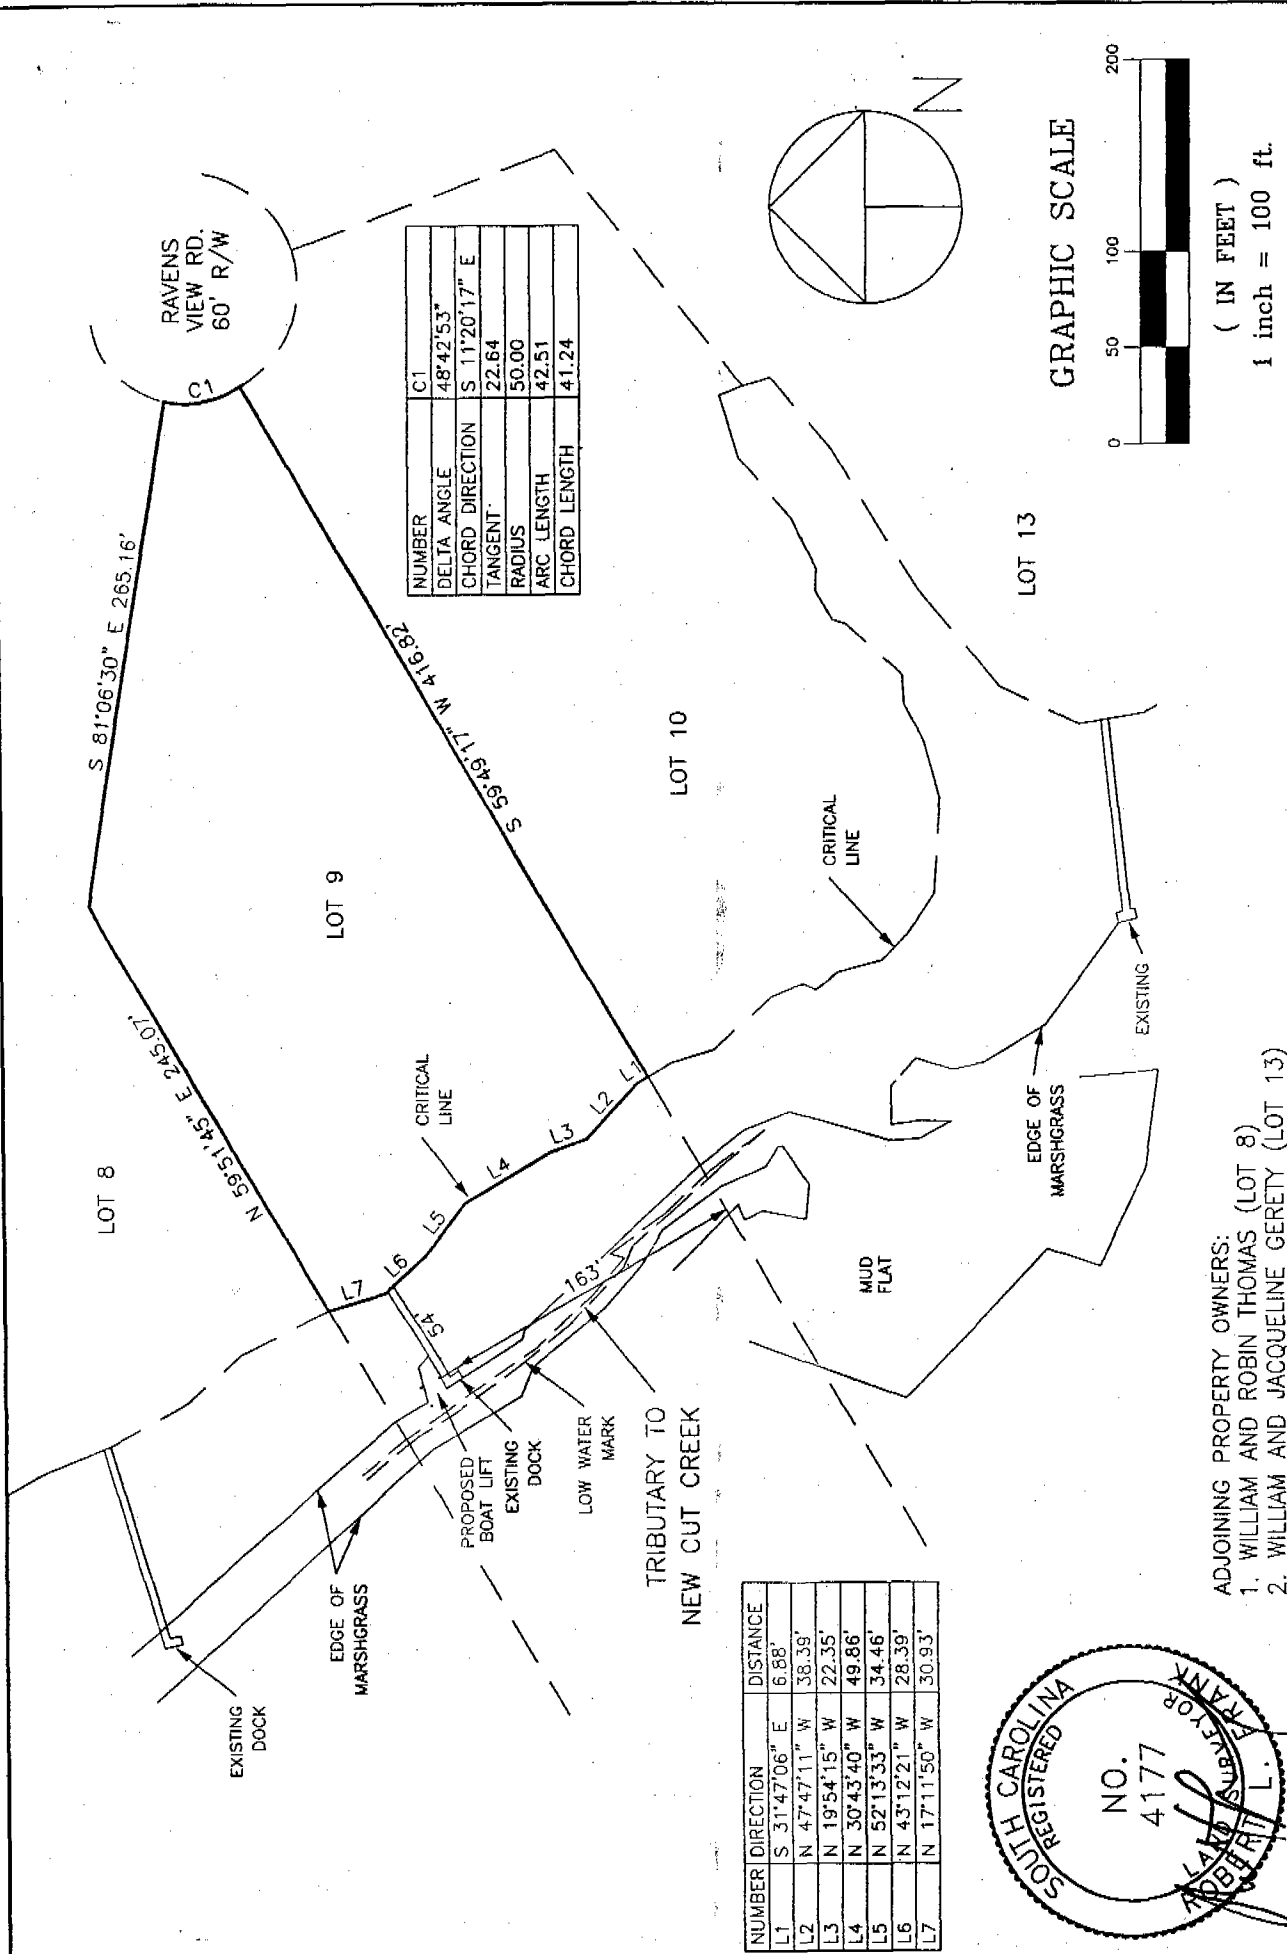 RAVENS
VIEW RD.
60' R/W
C1
S 81°06'30" E 265.16'
N 59°51'45" E 245.07'
S 59°49'17" W 416.82'
LOT 8
LOT 9
LOT 10
LOT 13
NUMBER C1
DELTA ANGLE 48°42'53"
CHORD DIRECTION S 11°20'17" E
TANGENT 22.64
RADIUS 50.00
ARC LENGTH 42.51
CHORD LENGTH 41.24
N
GRAPHIC SCALE
0 50 100 200
( IN FEET )
1 inch = 100 ft.
CRITICAL
LINE
L1
L2
L3
L4
L5
L6
L7
54'
163'
CRITICAL
LINE
EXISTING
EDGE OF
MARSHGRASS
MUD
FLAT
PROPOSED
BOAT LIFT
EXISTING
DOCK
LOW WATER
MARK
TRIBUTARY TO
NEW CUT CREEK
EDGE OF
MARSHGRASS
EXISTING
DOCK
NUMBER DIRECTION DISTANCE
L1 S 31°47'06" E 6.88'
L2 N 47°47'11" W 38.39'
L3 N 19°54'15" W 22.35'
L4 N 30°43'40" W 49.86'
L5 N 52°13'33" W 34.46'
L6 N 43°12'21" W 28.39'
L7 N 17°11'50" W 30.93'
ADJOINING PROPERTY OWNERS:
1. WILLIAM AND ROBIN THOMAS (LOT 8)
2. WILLIAM AND JACQUELINE GERETY (LOT 13)
SOUTH CAROLINA
REGISTERED
NO.
4177
LAND SURVEYOR
ROBERT L. FRANK